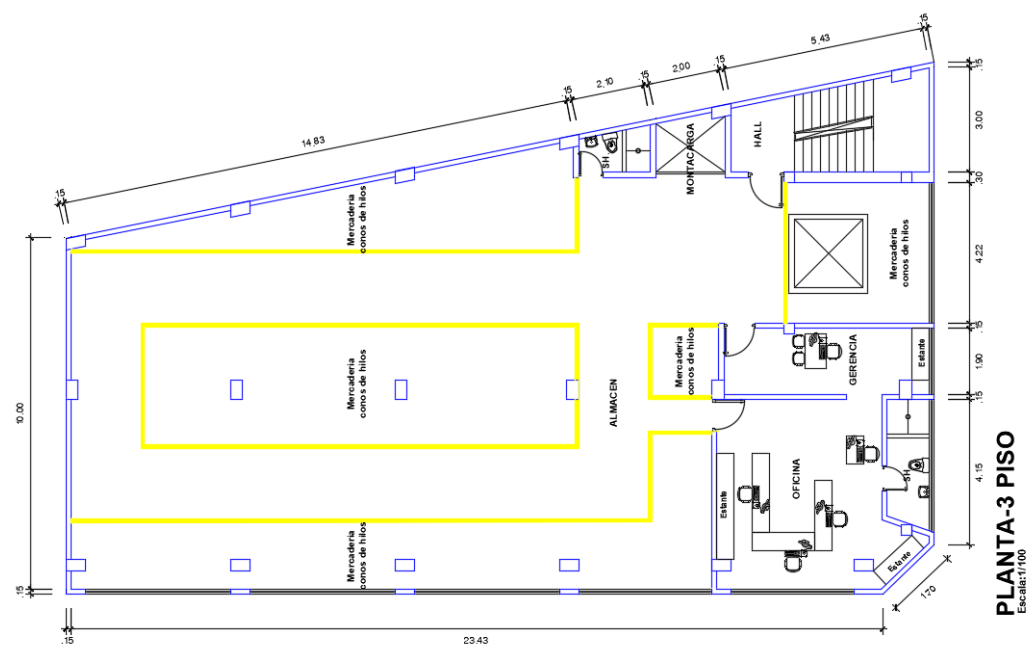 .15
5.43
.15
2.00
.15
2.10
.15
14.83
.15
.15
3.00
.30
4.22
.15
1.90
.15
4.15
1.70
10.00
.15
.15
23.43
HALL
MONTACARGA
SH
Mercaderia
conos de hilos
Mercaderia
conos de hilos
Mercaderia
conos de hilos
Mercaderia
conos de hilos
ALMACEN
GERENCIA
Estante
OFICINA
Estante
SH
Estante
Mercaderia
conos de hilos
PLANTA-3 PISO
Escala:1/100